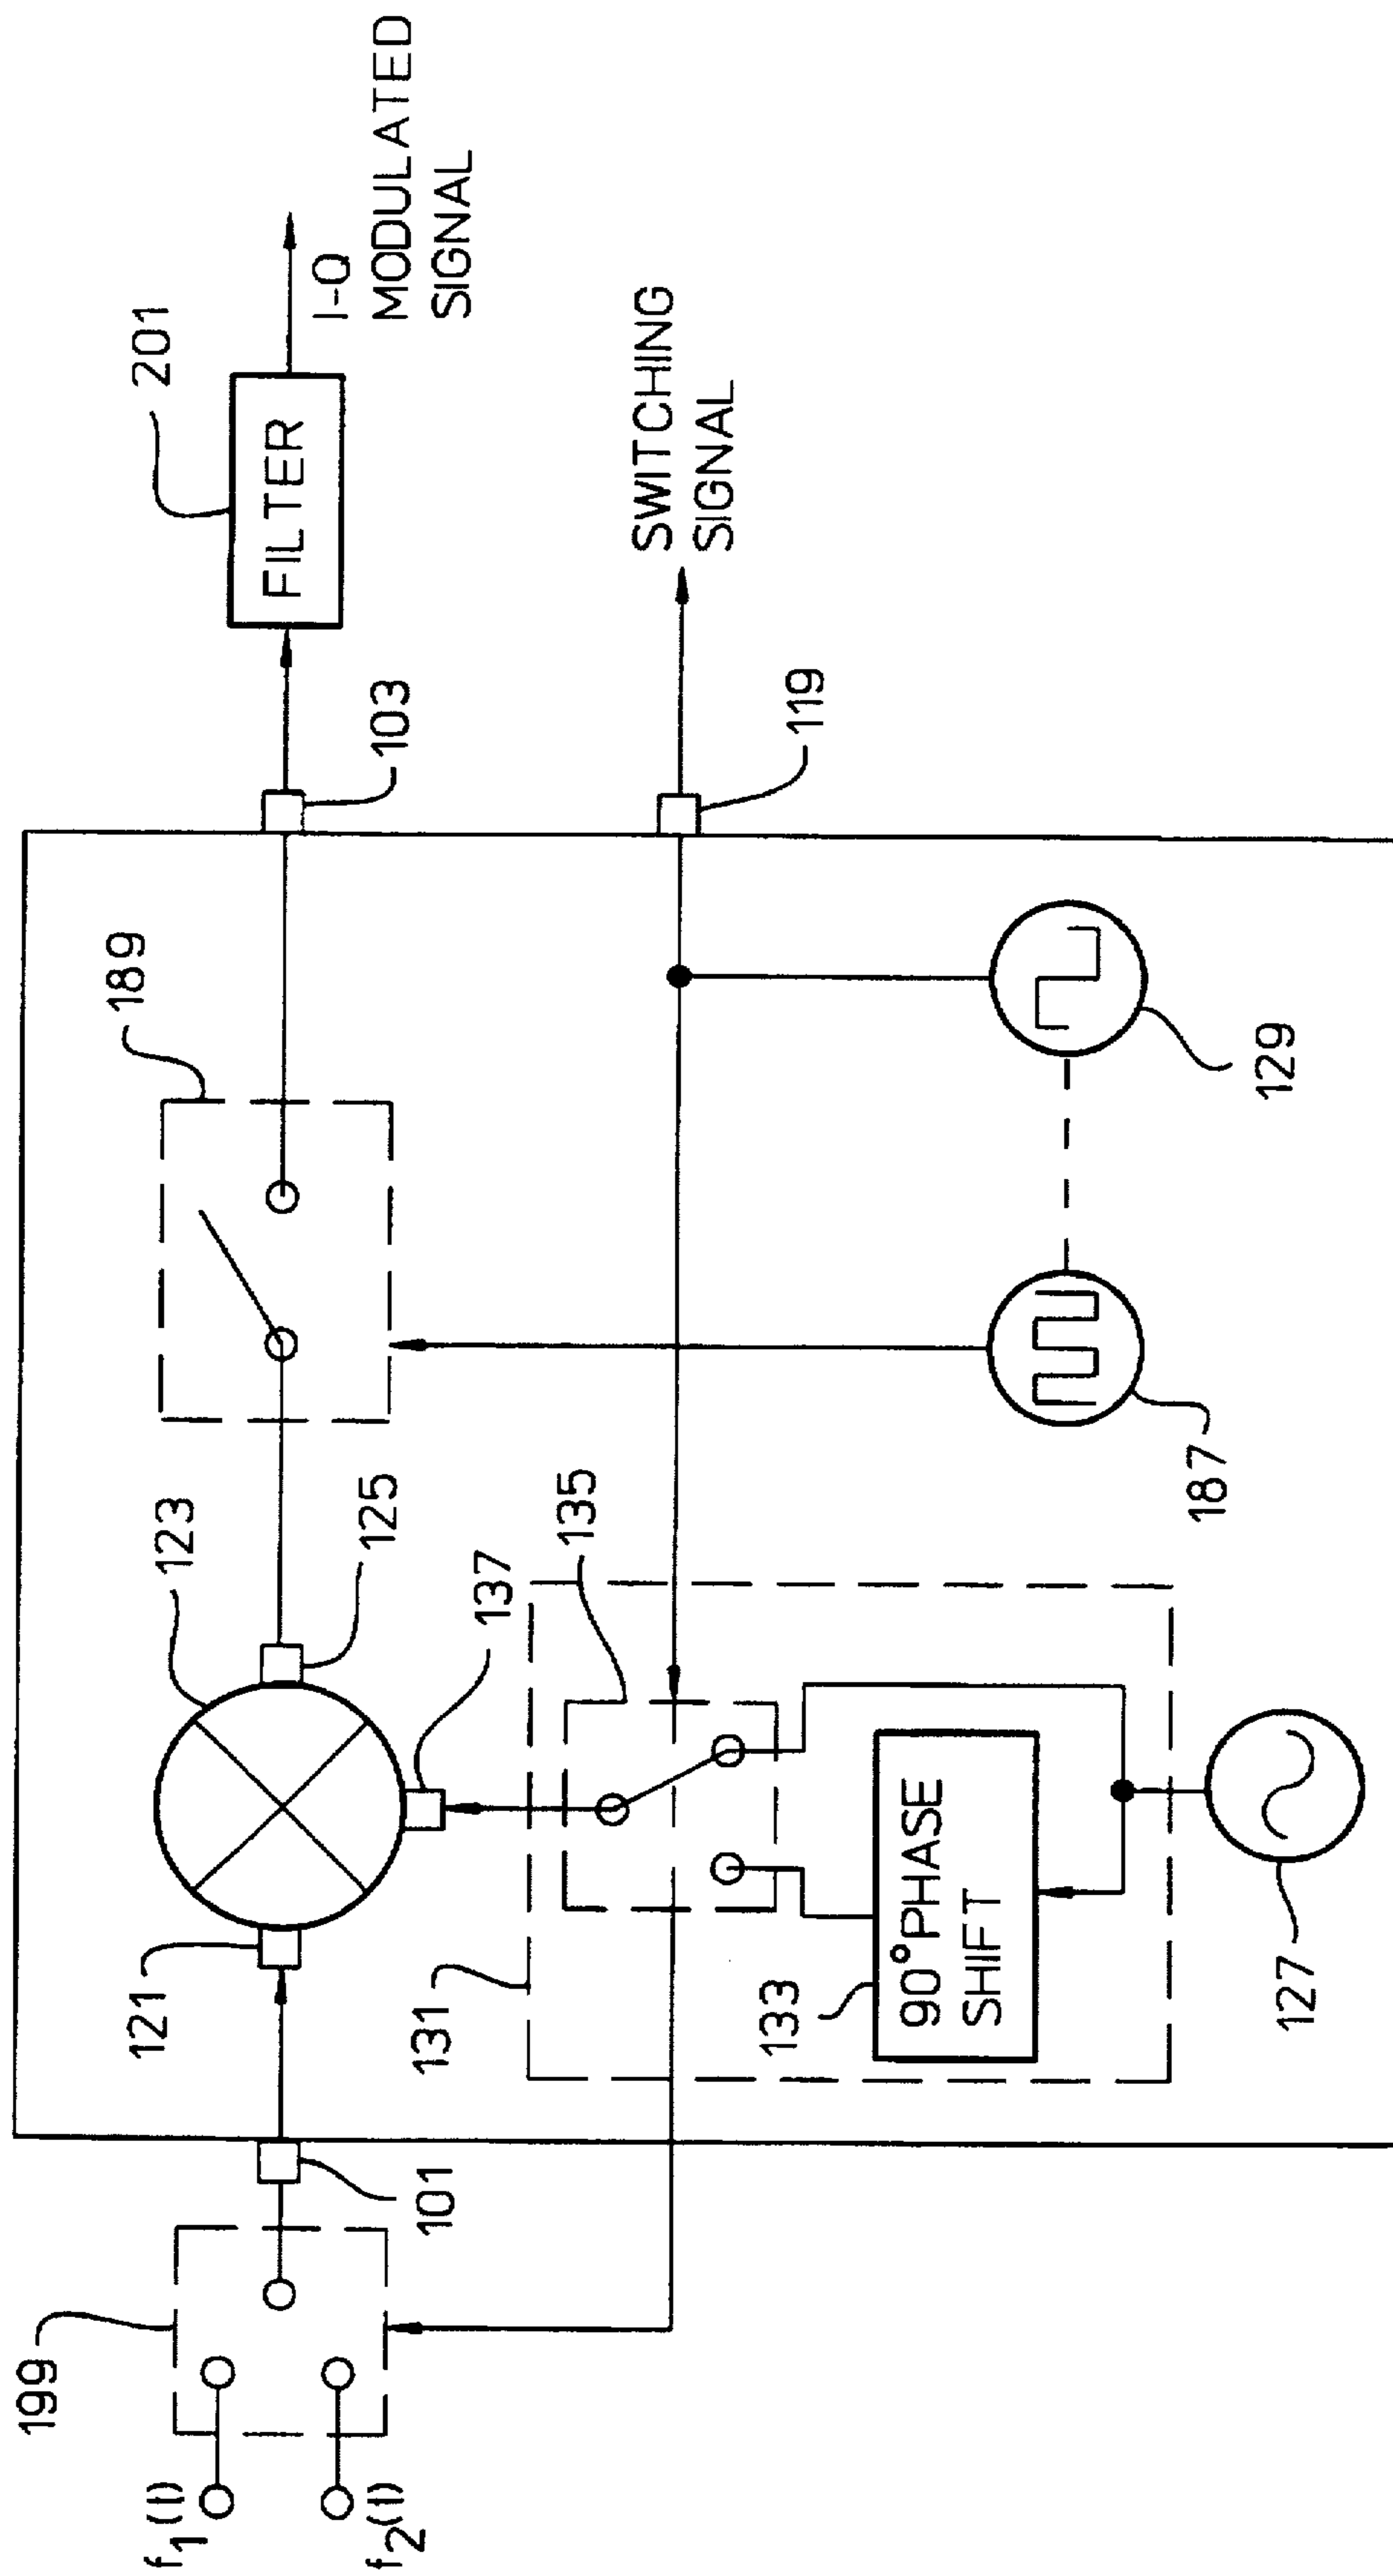 f1(t)
f2(t)
199
101
121
123
125
189
103
201
FILTER
I-Q
MODULATED
SIGNAL
SWITCHING
SIGNAL
119
131
137
135
133
90° PHASE
SHIFT
127
187
129